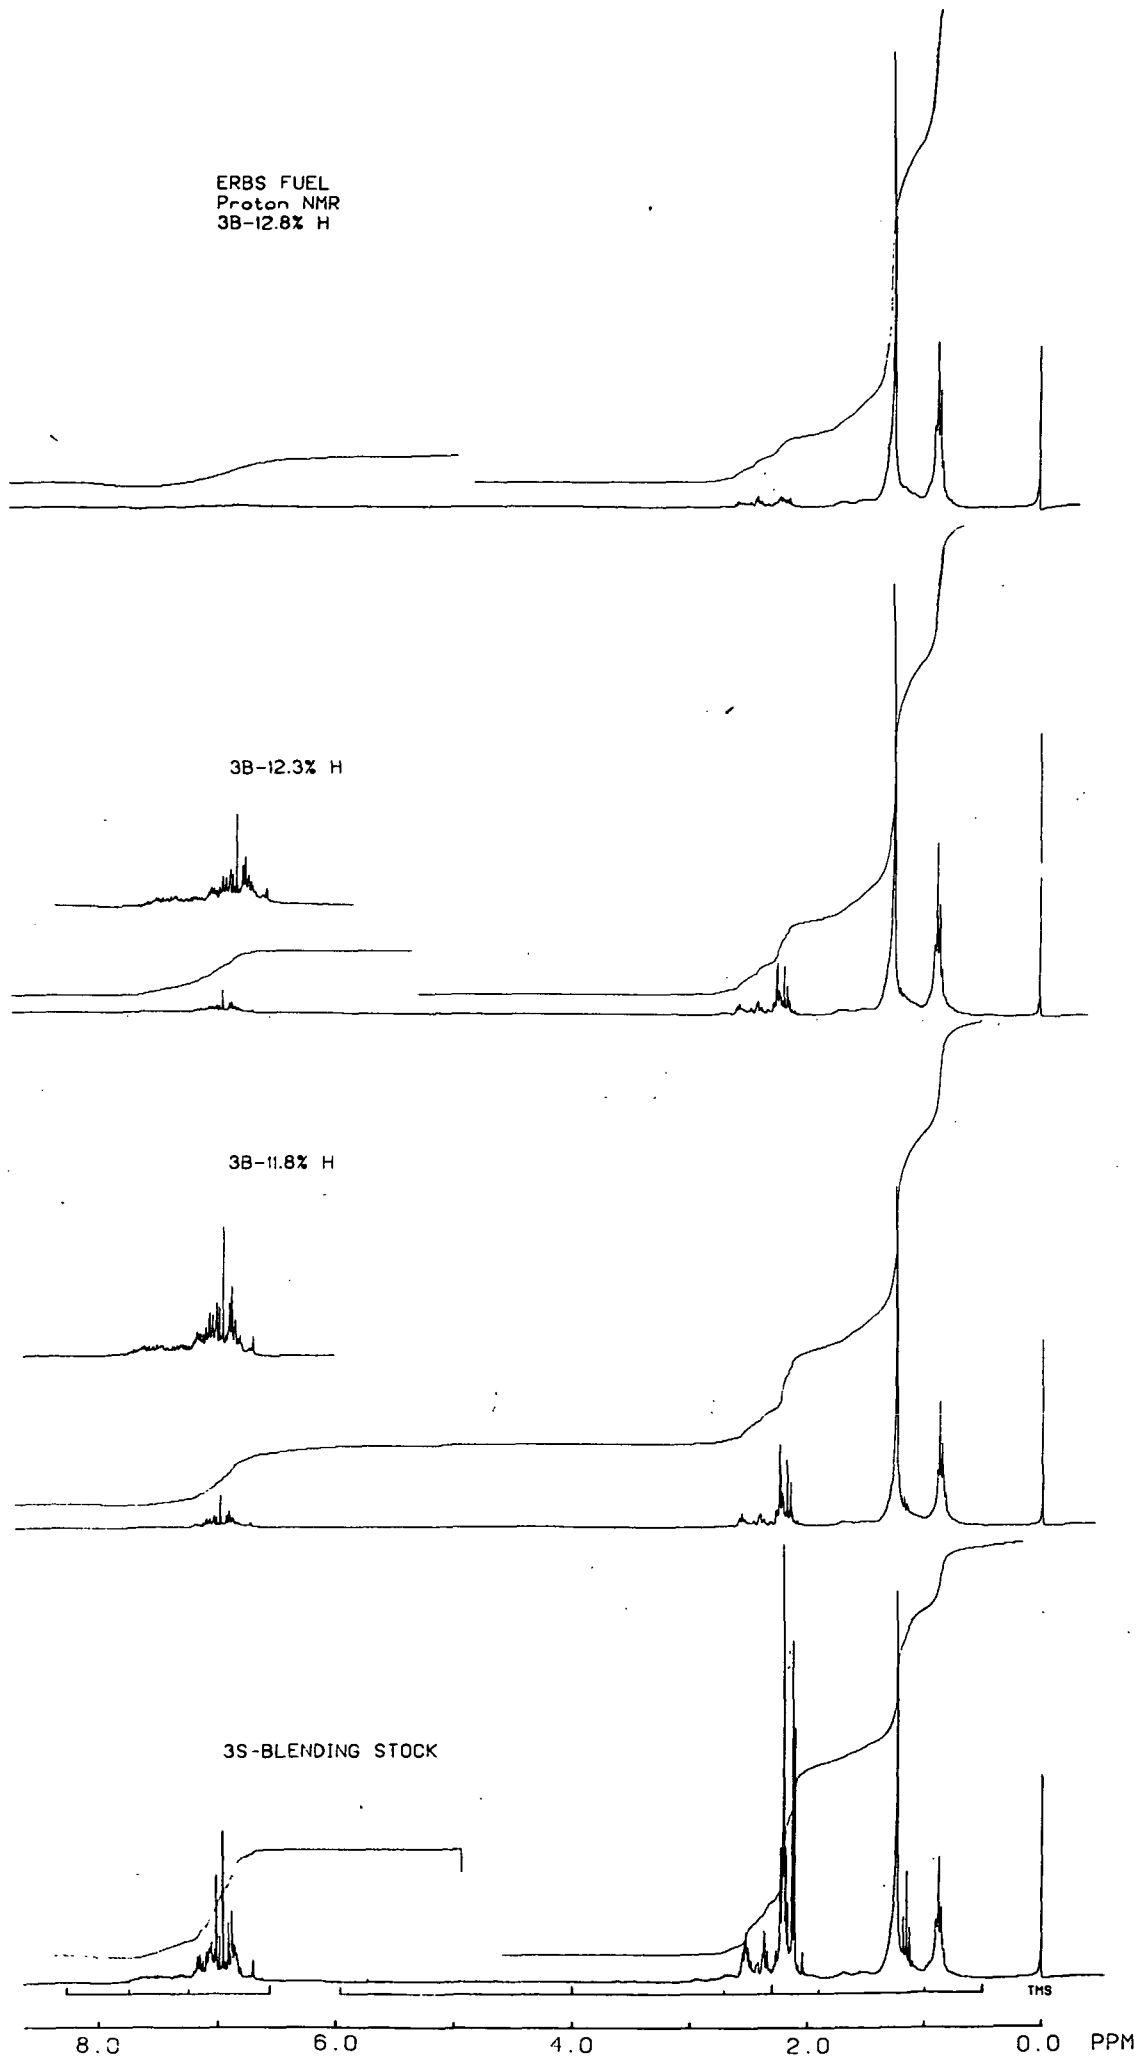 ERBS FUEL
Proton NMR
3B-12.8% H
3B-12.3% H
3B-11.8% H
3S-BLENDING STOCK
TMS
8.0 6.0 4.0 2.0 0.0 PPM